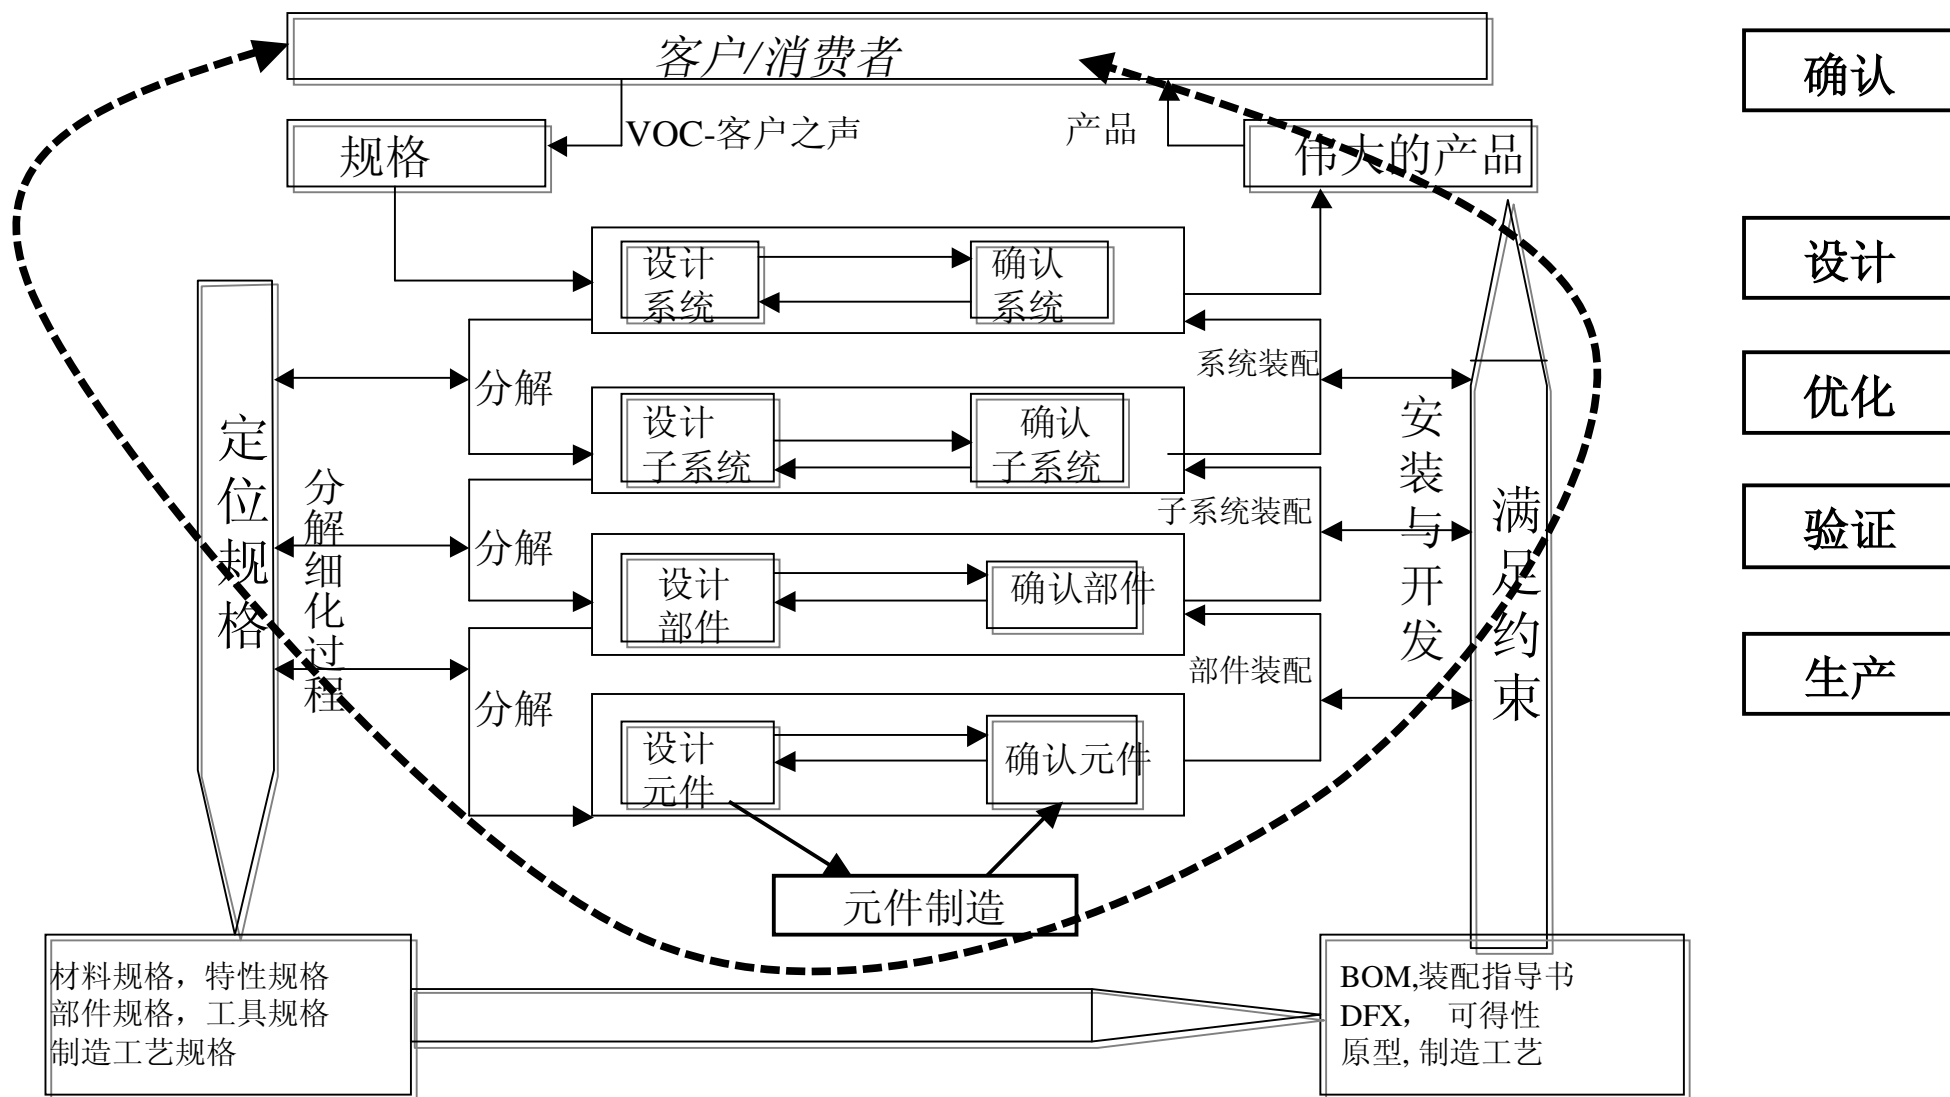 客户/消费者
VOC-客户之声
产品
规格
伟大的产品
设计
系统
确认
系统
分解
系统装配
设计
子系统
确认
子系统
分解
子系统装配
设计
部件
确认部件
分解
部件装配
设计
元件
确认元件
元件制造
定位规格
分解细化过程
安装与开发
满足约束
材料规格，特性规格
部件规格，工具规格
制造工艺规格
BOM,装配指导书
DFX， 可得性
原型, 制造工艺
确认
设计
优化
验证
生产